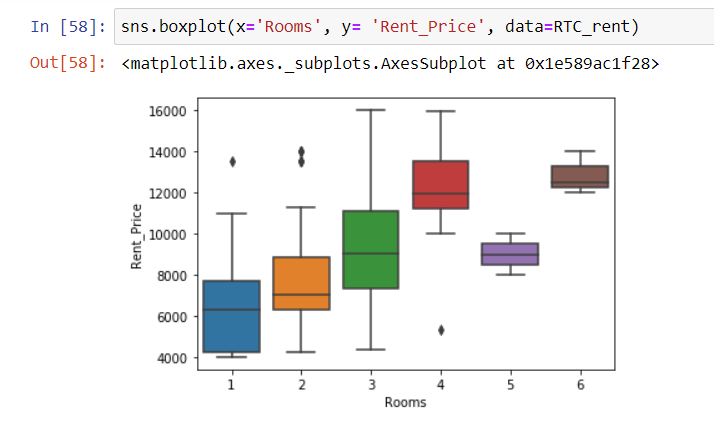 In [58]: sns.boxplot(x='Rooms', y= 'Rent_Price', data=RTC_rent)
Out[58]: <matplotlib.axes._subplots.AxesSubplot at 0x1e589ac1f28>
16000
14000
12000
10000
8000
6000
4000
Rent_Price
1 2 3 4 5 6
Rooms